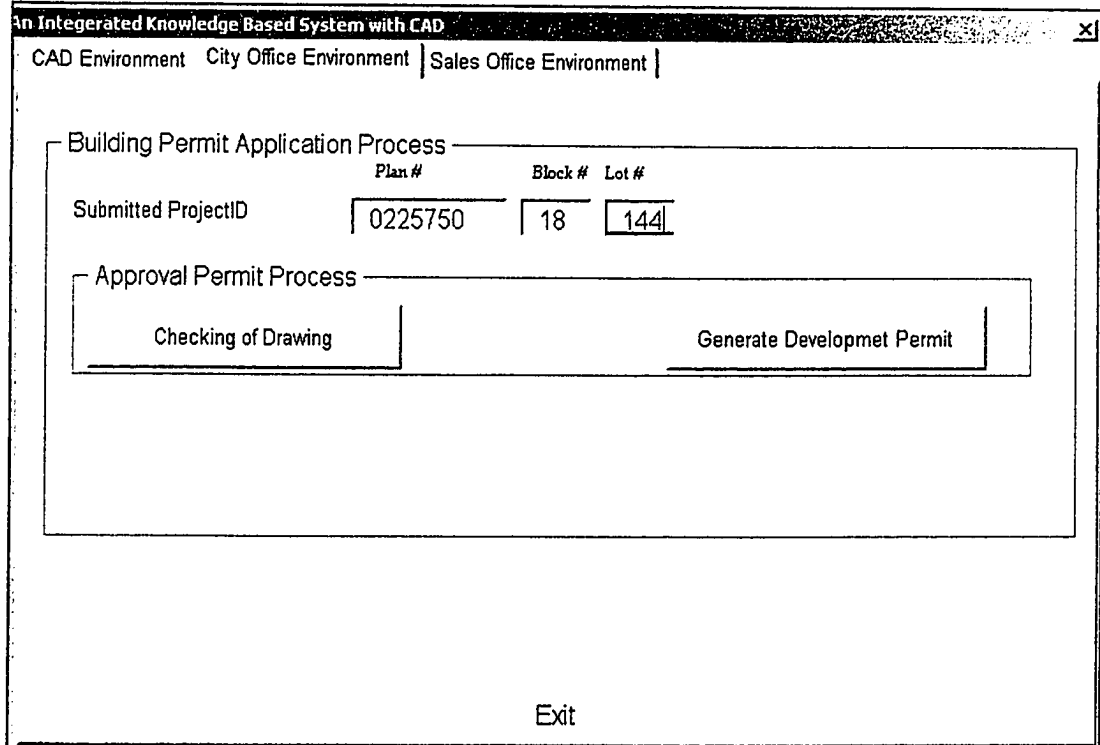 An Integerated Knowledge Based System with CAD
CAD Environment City Office Environment Sales Office Environment
Building Permit Application Process
Plan # Block # Lot #
Submitted ProjectID 0225750 18 144
Approval Permit Process
Checking of Drawing Generate Developmet Permit
Exit